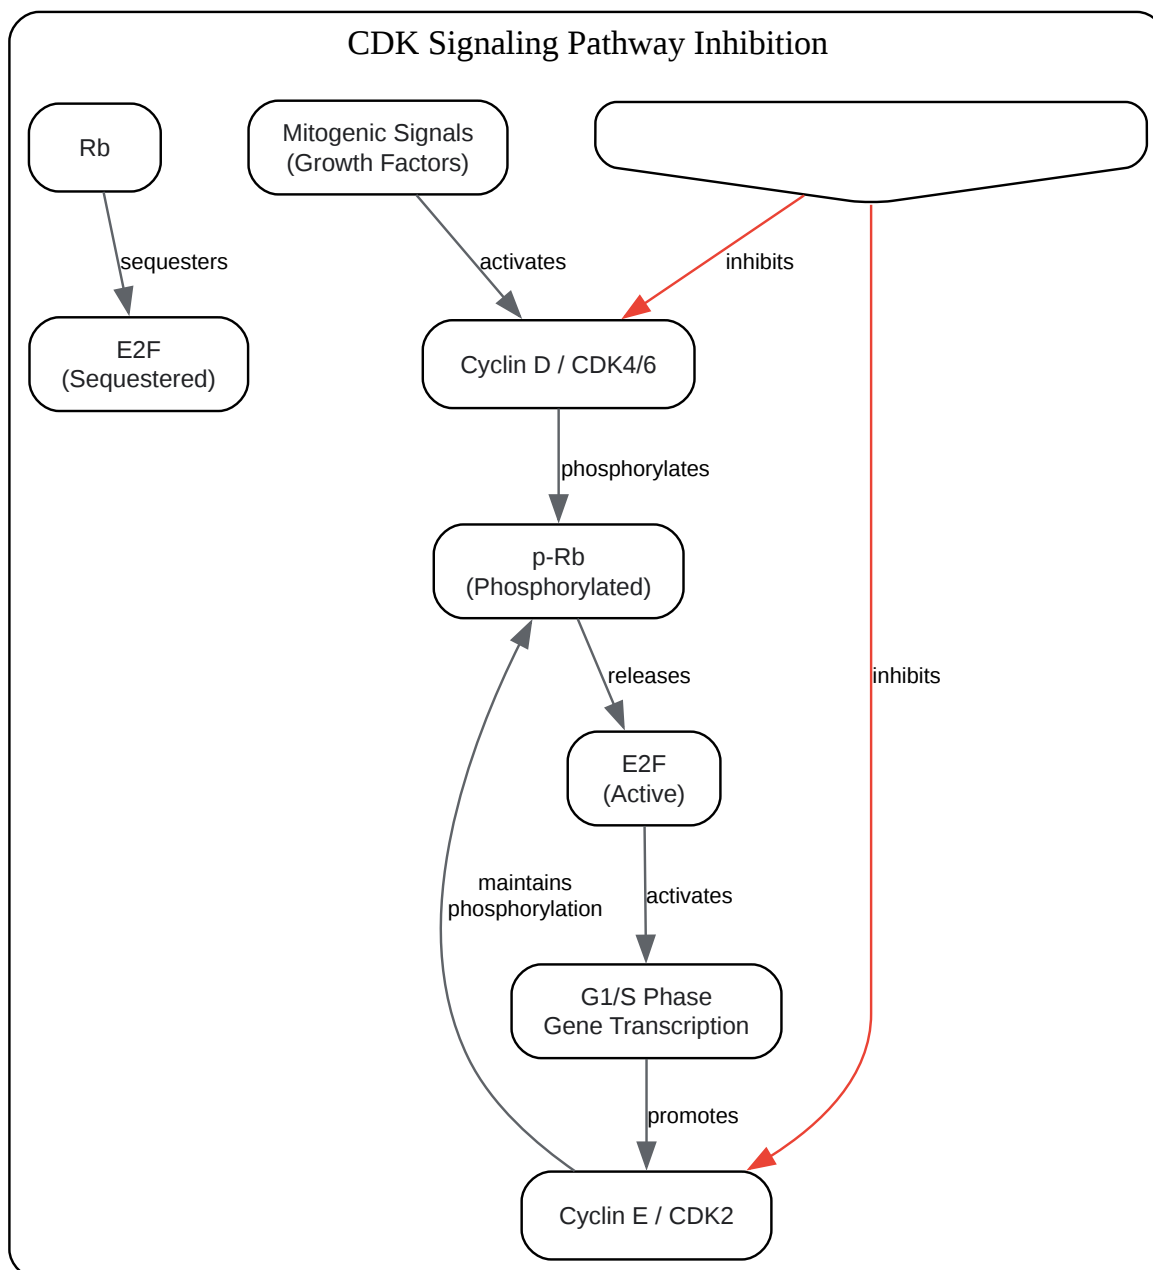 CDK Signaling Pathway Inhibition
Rb
Mitogenic Signals
(Growth Factors)
sequesters
activates
inhibits
E2F
(Sequestered)
Cyclin D / CDK4/6
phosphorylates
p-Rb
(Phosphorylated)
releases
inhibits
E2F
(Active)
maintains
phosphorylation
activates
G1/S Phase
Gene Transcription
promotes
Cyclin E / CDK2